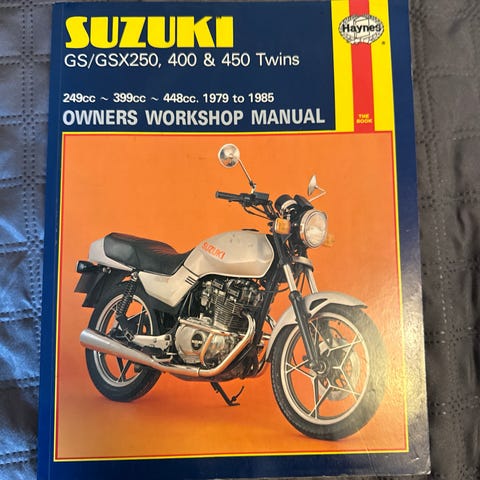 SUZUKI
GS/GSX250, 400 & 450 Twins
249cc ~ 399cc ~ 448cc. 1979 to 1985
OWNERS WORKSHOP MANUAL
Haynes
THE
BOOK
SUZUKI